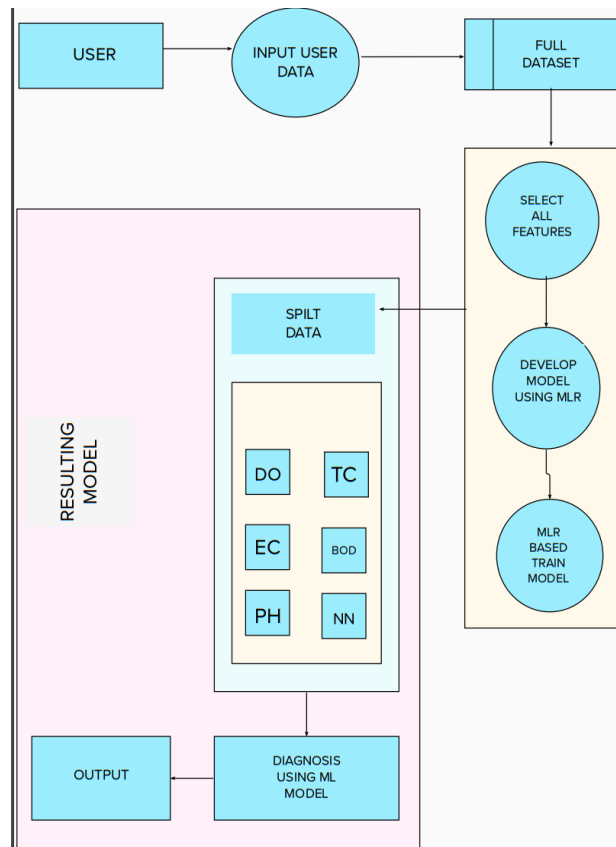 USER
INPUT USER
DATA
FULL
DATASET
SELECT
ALL
FEATURES
DEVELOP
MODEL
USING MLR
MLR
BASED
TRAIN
MODEL
SPILT
DATA
DO
TC
EC
BOD
PH
NN
RESULTING
MODEL
DIAGNOSIS
USING ML
MODEL
OUTPUT